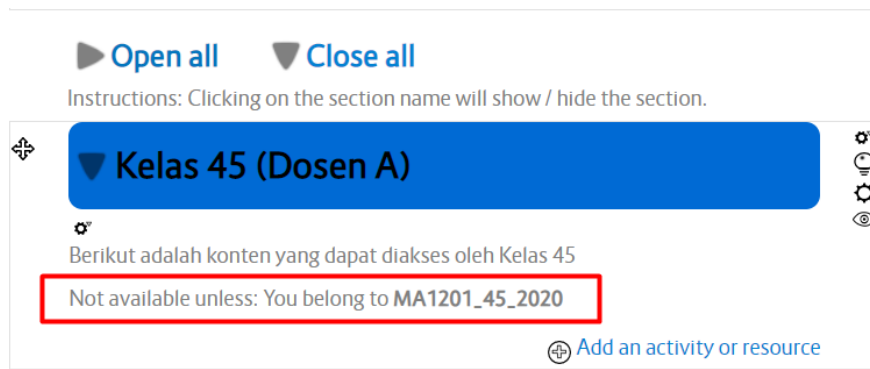 Open all Close all
Instructions: Clicking on the section name will show / hide the section.
Kelas 45 (Dosen A)
Berikut adalah konten yang dapat diakses oleh Kelas 45
Not available unless: You belong to MA1201_45_2020
Add an activity or resource